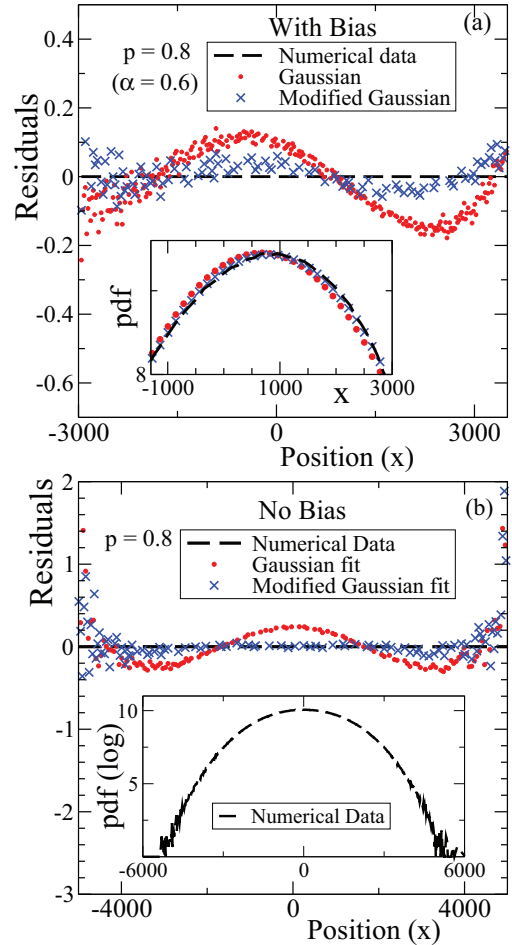 With Bias
(a)
p = 0.8
(α = 0.6)
Numerical data
Gaussian
Modified Gaussian
Residuals
0.4
0.2
0
-0.2
-0.4
-0.6
pdf
8
-1000
1000
3000
x
-3000
0
3000
Position (x)
No Bias
(b)
p = 0.8
Numerical Data
Gaussian fit
Modified Gaussian fit
Residuals
2
1
0
-1
-2
-3
pdf (log)
10
5
Numerical Data
-6000
0
6000
-4000
-2000
0
2000
4000
Position (x)